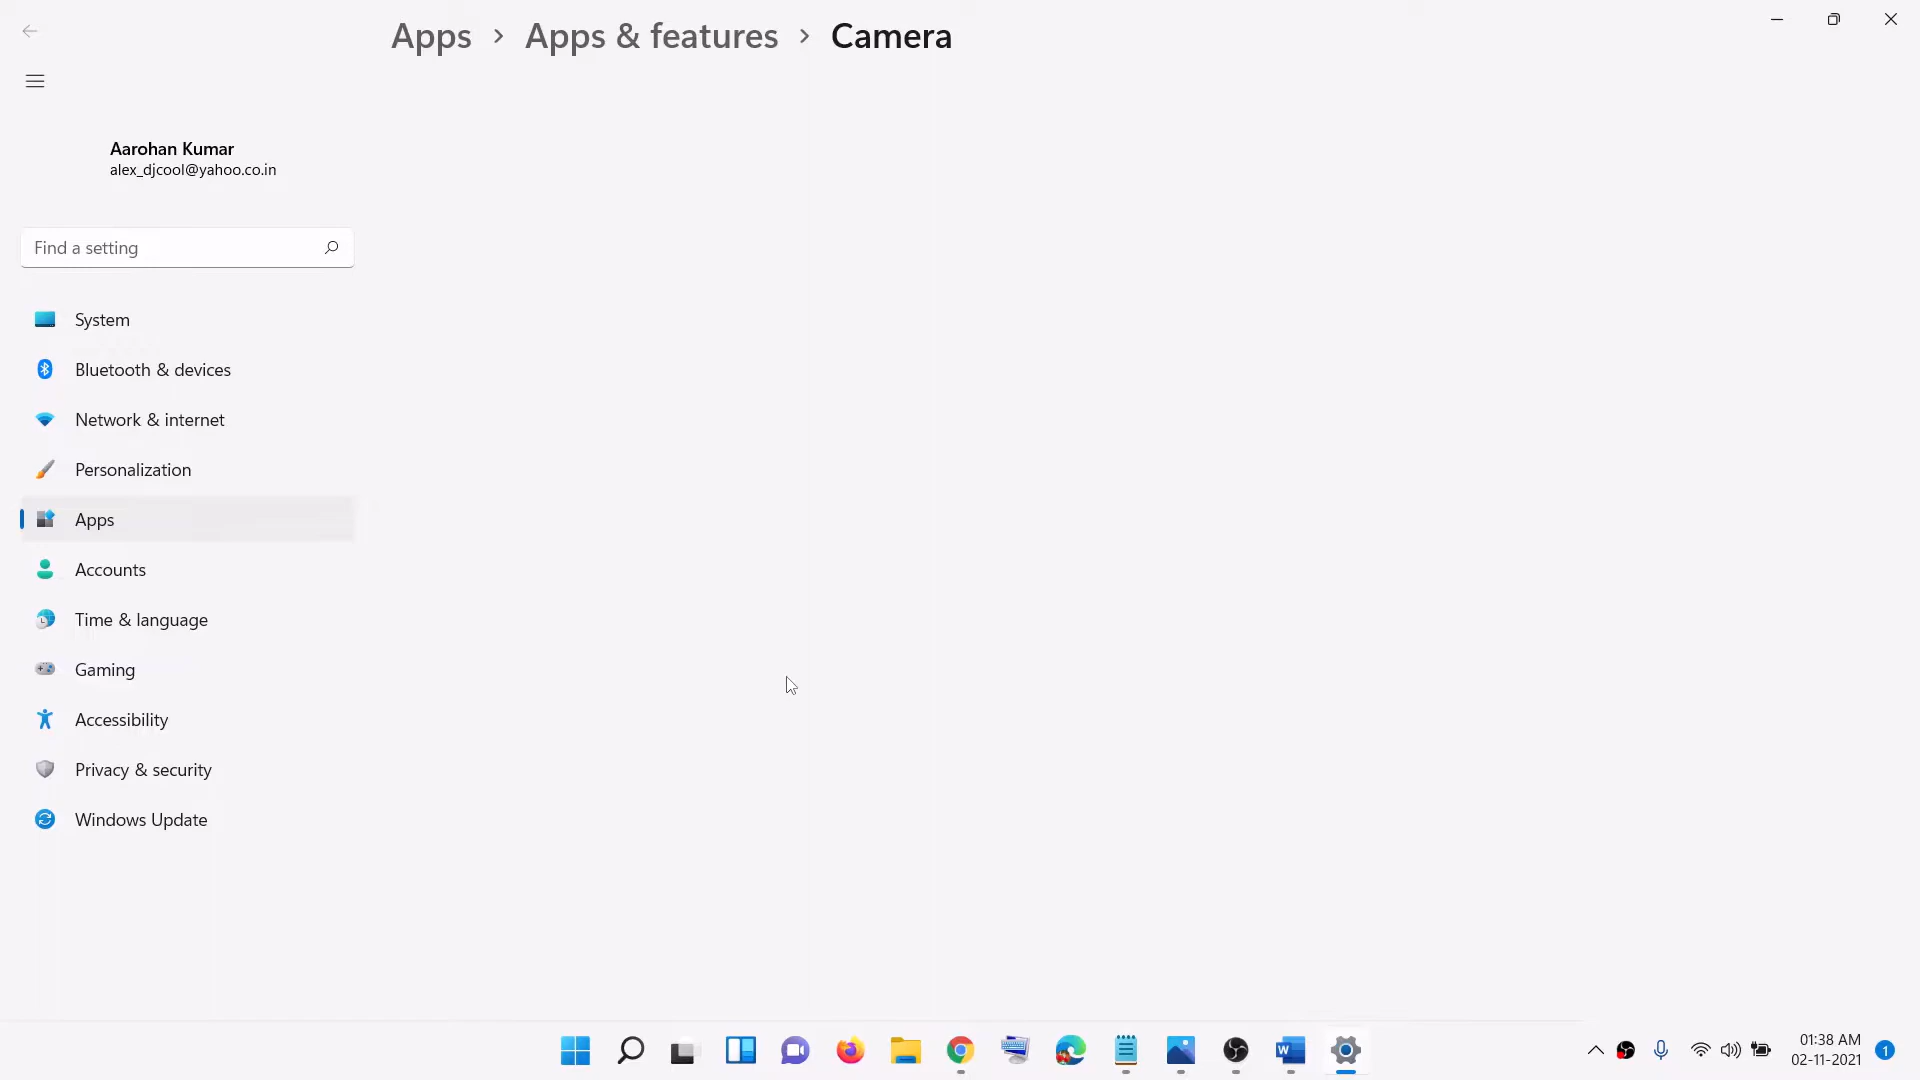 Apps > Apps & features > Camera
Aarohan Kumar
alex_djcool@yahoo.co.in
Find a setting
System
Bluetooth & devices
Network & internet
Personalization
Apps
Accounts
Time & language
Gaming
Accessibility
Privacy & security
Windows Update
01:38 AM
02-11-2021
1